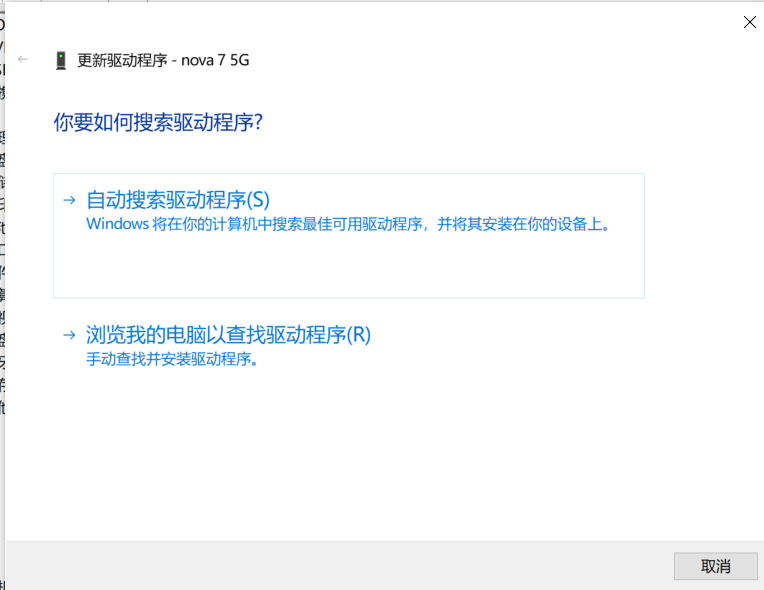 更新驱动程序 - nova 7 5G
你要如何搜索驱动程序?
自动搜索驱动程序(S)
Windows 将在你的计算机中搜索最佳可用驱动程序，并将其安装在你的设备上。
浏览我的电脑以查找驱动程序(R)
手动查找并安装驱动程序。
取消